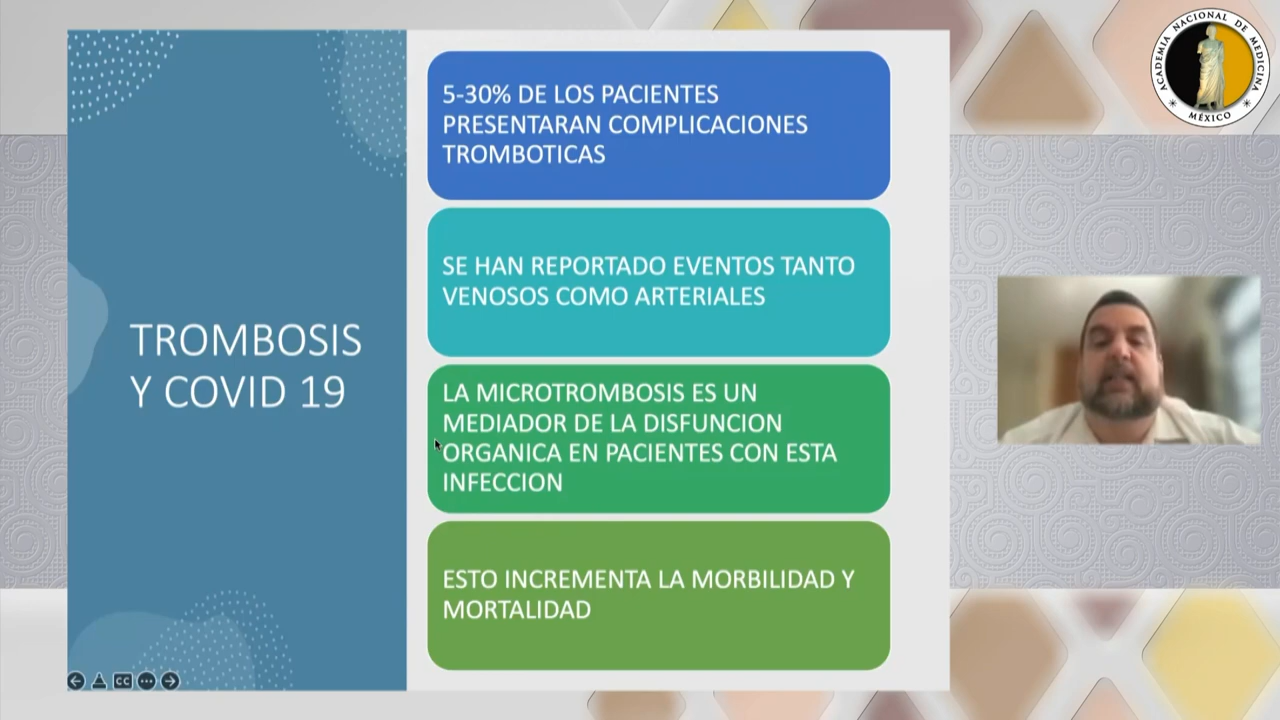 TROMBOSIS
Y COVID 19
5-30% DE LOS PACIENTES
PRESENTARAN COMPLICACIONES
TROMBOTICAS
SE HAN REPORTADO EVENTOS TANTO
VENOSOS COMO ARTERIALES
LA MICROTROMBOSIS ES UN
MEDIADOR DE LA DISFUNCION
ORGANICA EN PACIENTES CON ESTA
INFECCION
ESTO INCREMENTA LA MORBILIDAD Y
MORTALIDAD
ACADEMIA NACIONAL DE MEDICINA
MÉXICO
CC